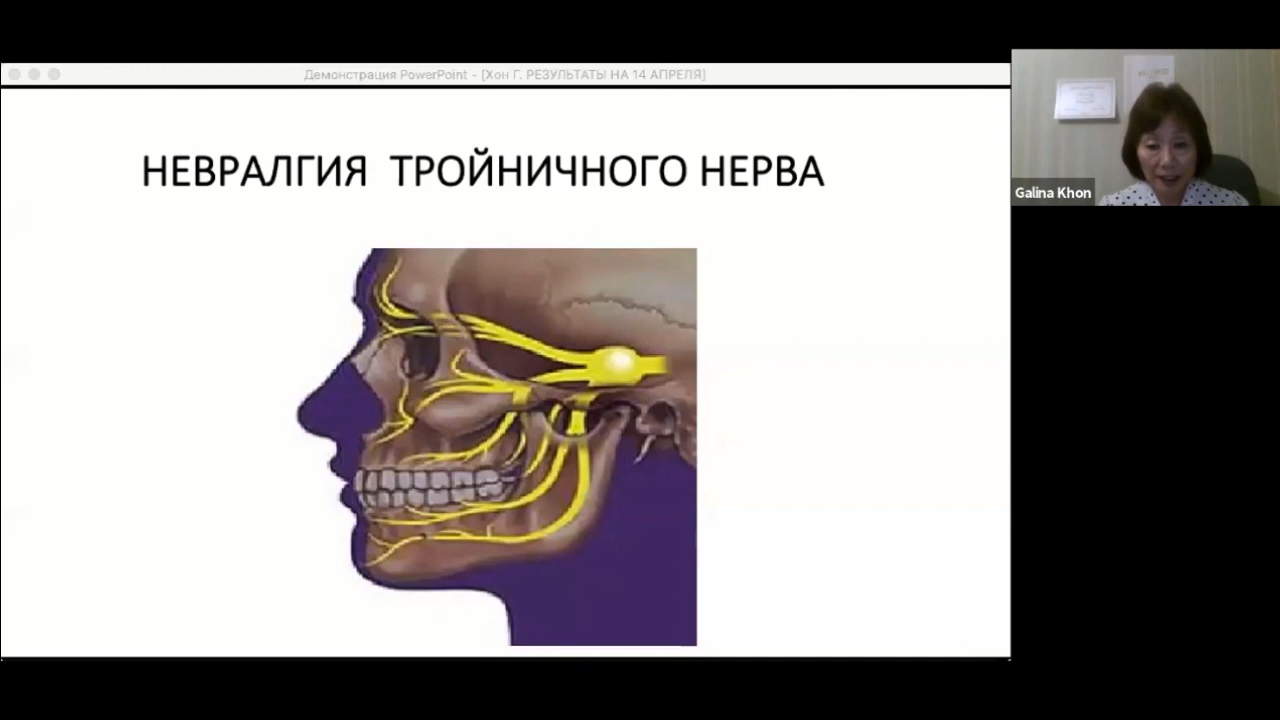 Демонстрация PowerPoint - [Хон Г. РЕЗУЛЬТАТЫ НА 14 АПРЕЛЯ]
НЕВРАЛГИЯ ТРОЙНИЧНОГО НЕРВА
Galina Khon